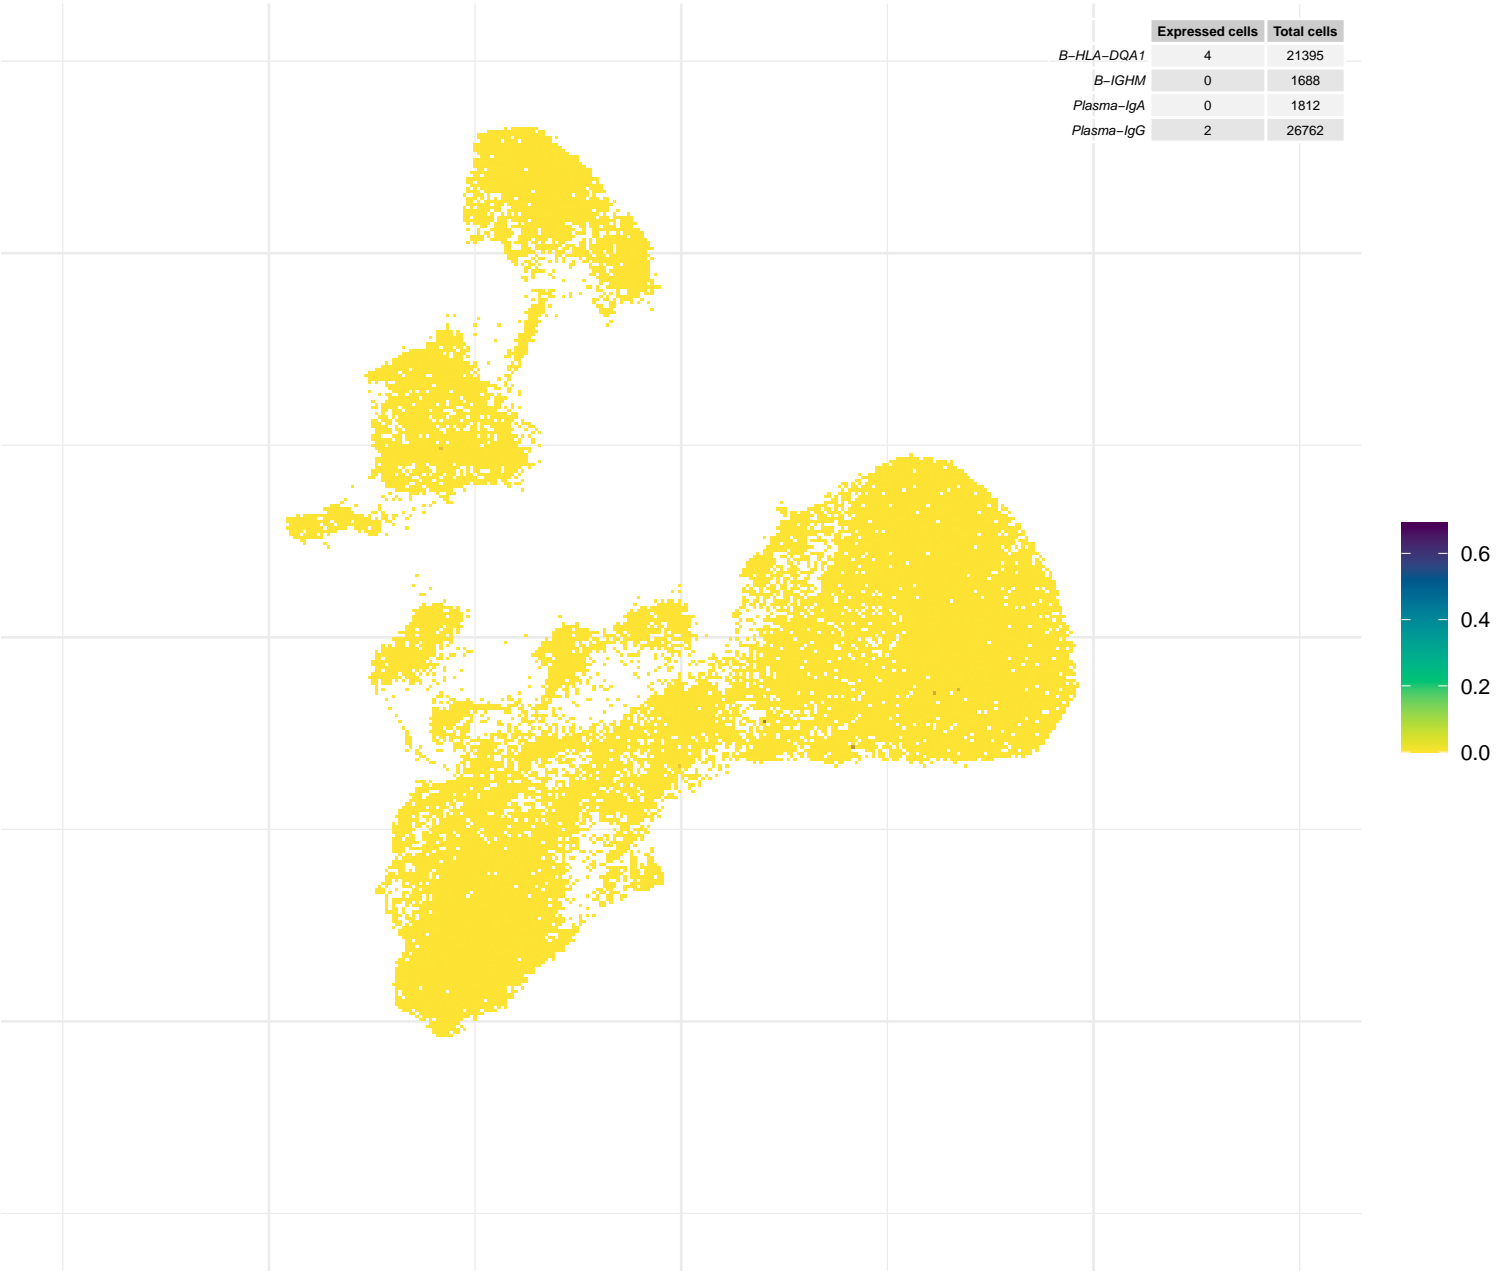 Expressed cells Total cells
B−HLA−DQA1 4 21395
B−IGHM 0 1688
Plasma−IgA 0 1812
Plasma−IgG 2 26762
0.6
0.4
0.2
0.0